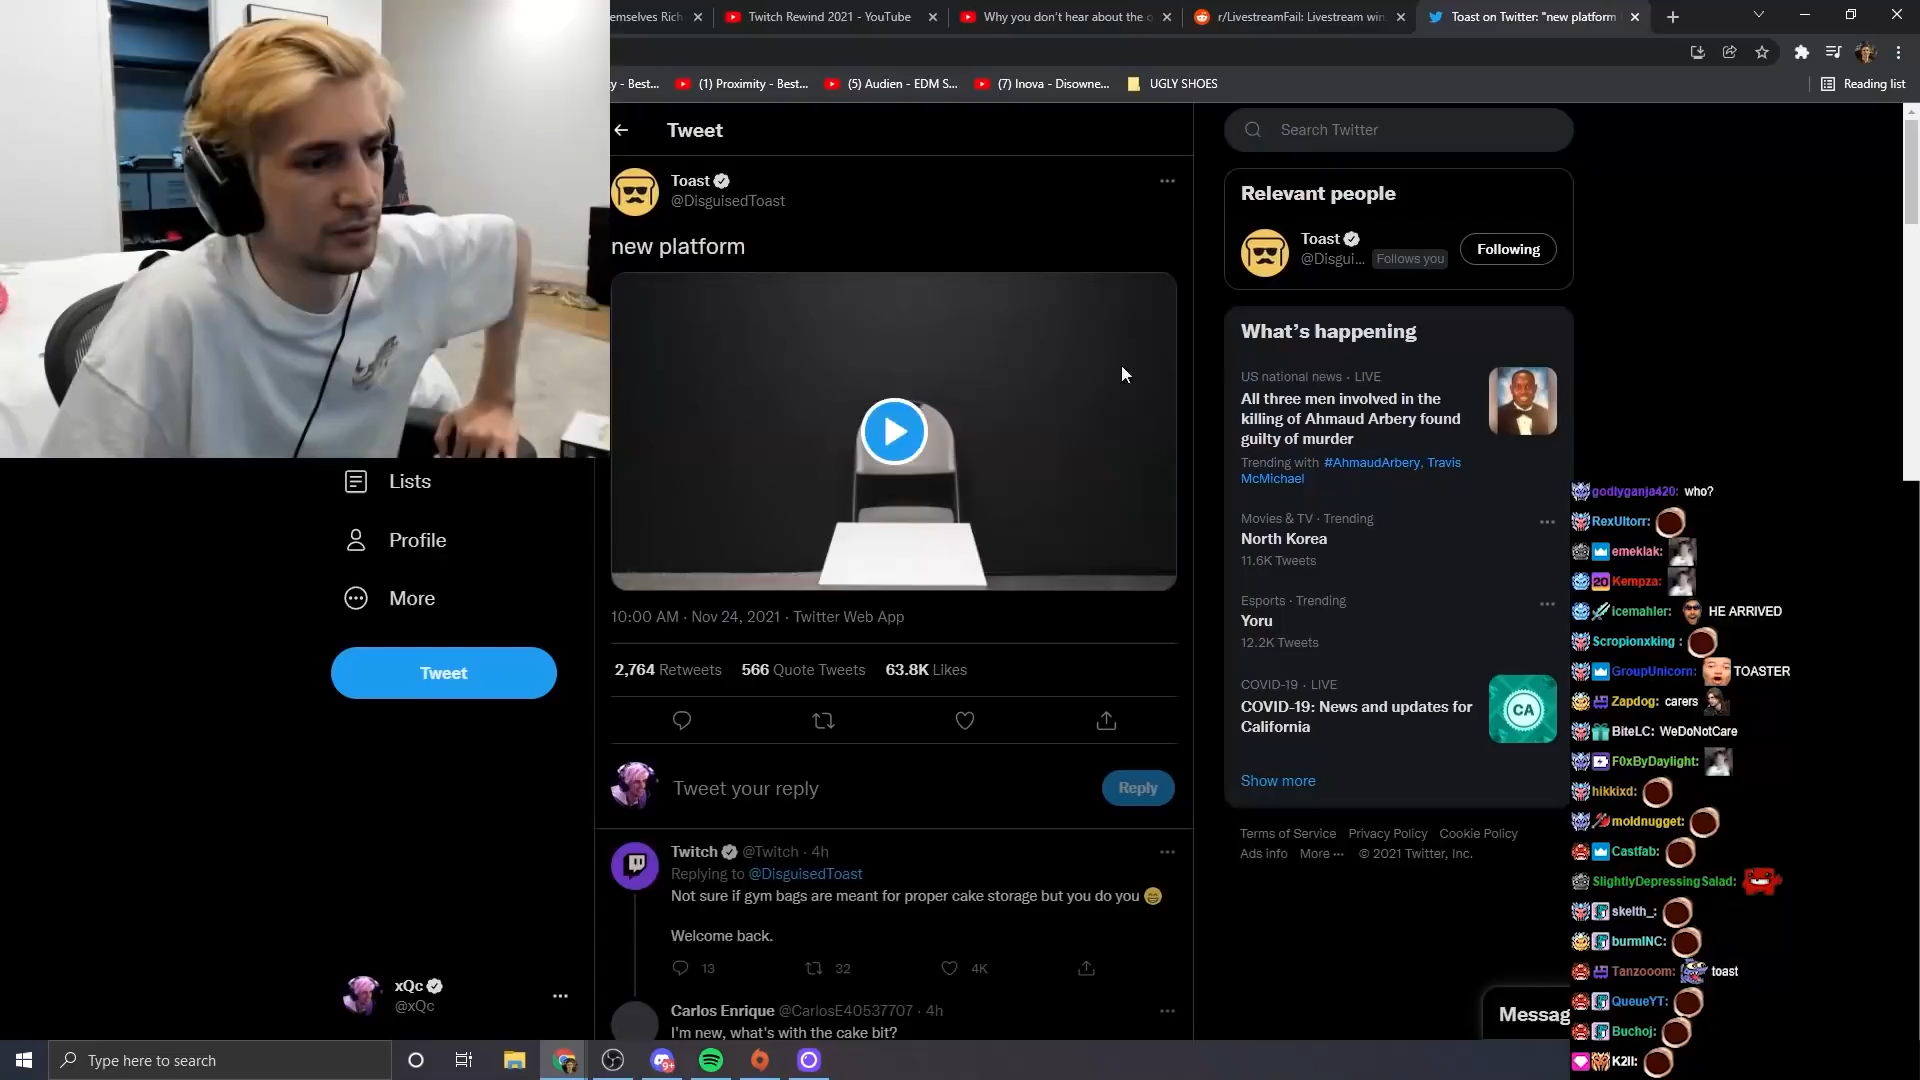 emselves Rich
Twitch Rewind 2021 - YouTube
Why you don't hear about the
r/LivestreamFail: Livestream win
Toast on Twitter: "new platform
y - Best...
(1) Proximity - Best...
(5) Audien - EDM S...
(7) Inova - Disowne...
UGLY SHOES
Reading list
Tweet
Search Twitter
Toast
@DisguisedToast
new platform
Relevant people
Toast
@Disgui...
Follows you
Following
What's happening
US national news · LIVE
All three men involved in the
killing of Ahmaud Arbery found
guilty of murder
Trending with #AhmaudArbery, Travis
McMichael
Movies & TV · Trending
North Korea
11.6K Tweets
Esports · Trending
Yoru
12.2K Tweets
COVID-19 · LIVE
COVID-19: News and updates for
California
CA
Show more
Terms of Service Privacy Policy Cookie Policy
Ads info More ··· © 2021 Twitter, Inc.
Lists
Profile
More
Tweet
xQc
@xQc
10:00 AM · Nov 24, 2021 · Twitter Web App
2,764 Retweets 566 Quote Tweets 63.8K Likes
Tweet your reply
Reply
Twitch @Twitch · 4h
Replying to @DisguisedToast
Not sure if gym bags are meant for proper cake storage but you do you
Welcome back.
13 32 4K
Carlos Enrique @CarlosE40537707 · 4h
I'm new, what's with the cake bit?
Messag
godlyganja420: who?
RexUltorr:
emeklak:
20 Kempza:
icemahler: HE ARRIVED
Scropionxking :
GroupUnicorn: TOASTER
Zapdog: carers
BiteLC: WeDoNotCare
F0xByDaylight:
hikkixd:
moldnugget:
Castfab:
SlightlyDepressingSalad:
skelth_:
burmINC:
Tanzooom: toast
QueueYT:
Buchoj:
K2ll:
Type here to search
9+